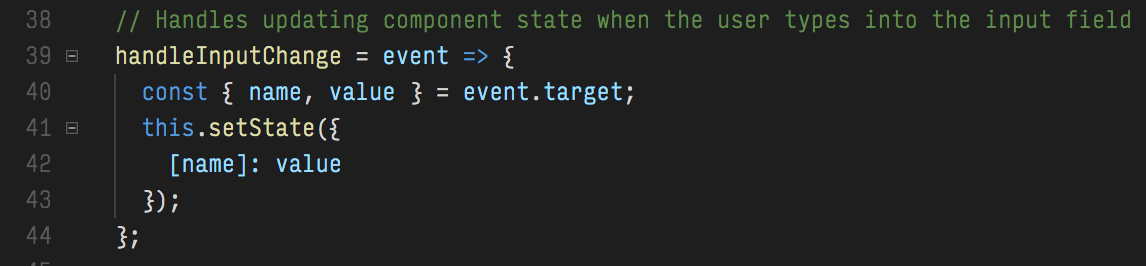 38 // Handles updating component state when the user types into the input field
39 handleInputChange = event => {
40 const { name, value } = event.target;
41 this.setState({
42 [name]: value
43 });
44 };